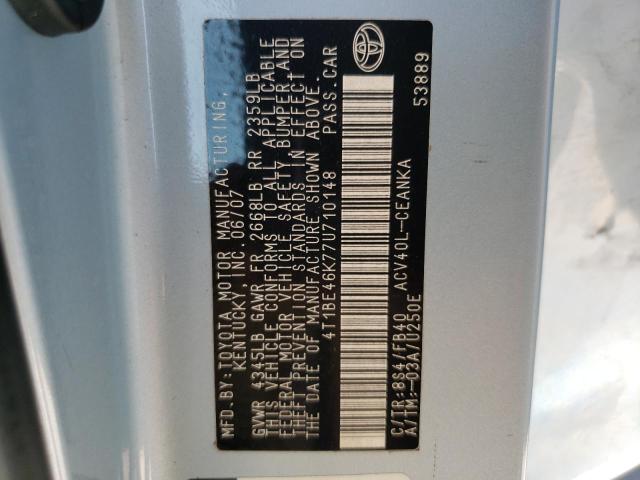 MFD. BY: TOYOTA MOTOR MANUFACTURING,
KENTUCKY, INC. 06/07
GVWR 4345LB GAWR FR 2668LB RR 2359LB
THIS VEHICLE CONFORMS TO ALL APPLICABLE
FEDERAL MOTOR VEHICLE SAFETY BUMPER, AND
THEFT PREVENTION STANDARDS IN EFFECT ON
THE DATE OF MANUFACTURE SHOWN ABOVE.
4T1BE46K77U710148 PASS. CAR
C/TR: 8S4/FB40 ACV40L-CEANKA
A/TM: -03A/U250E
53889